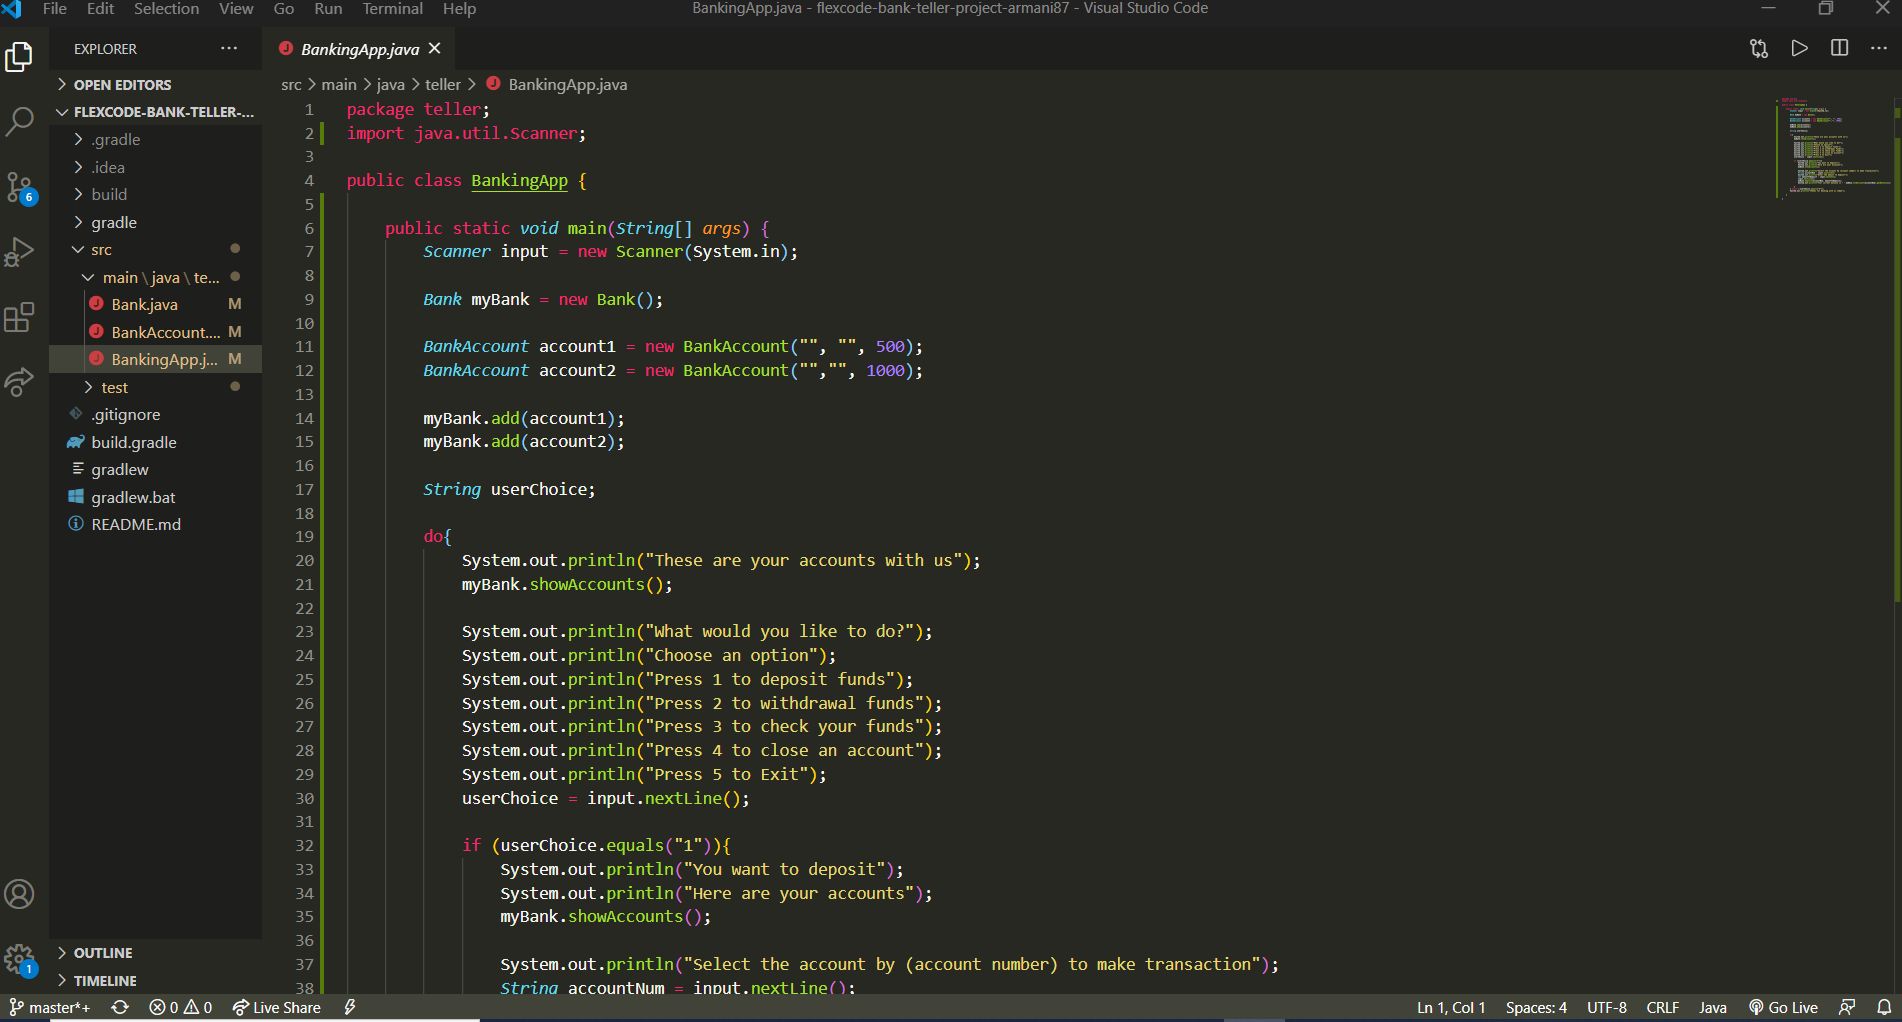 File Edit Selection View Go Run Terminal Help BankingApp.java - flexcode-bank-teller-project-armani87 - Visual Studio Code
EXPLORER ···
OPEN EDITORS
FLEXCODE-BANK-TELLER-...
.gradle
.idea
build
gradle
src
main\java\te...
Bank.java M
BankAccount.... M
BankingApp.j... M
test
.gitignore
build.gradle
gradlew
gradlew.bat
README.md
OUTLINE
TIMELINE
6
1
BankingApp.java
src > main > java > teller > BankingApp.java
1 package teller;
2 import java.util.Scanner;
3
4 public class BankingApp {
5
6 public static void main(String[] args) {
7 Scanner input = new Scanner(System.in);
8
9 Bank myBank = new Bank();
10
11 BankAccount account1 = new BankAccount("", "", 500);
12 BankAccount account2 = new BankAccount("","", 1000);
13
14 myBank.add(account1);
15 myBank.add(account2);
16
17 String userChoice;
18
19 do{
20 System.out.println("These are your accounts with us");
21 myBank.showAccounts();
22
23 System.out.println("What would you like to do?");
24 System.out.println("Choose an option");
25 System.out.println("Press 1 to deposit funds");
26 System.out.println("Press 2 to withdrawal funds");
27 System.out.println("Press 3 to check your funds");
28 System.out.println("Press 4 to close an account");
29 System.out.println("Press 5 to Exit");
30 userChoice = input.nextLine();
31
32 if (userChoice.equals("1")){
33 System.out.println("You want to deposit");
34 System.out.println("Here are your accounts");
35 myBank.showAccounts();
36
37 System.out.println("Select the account by (account number) to make transaction");
38 String accountNum = input.nextLine();
master*+ 0 0 Live Share Ln 1, Col 1 Spaces: 4 UTF-8 CRLF Java Go Live